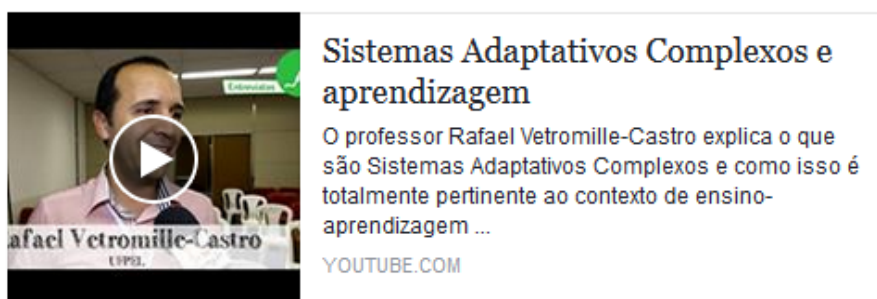 Entrevistas
Sistemas Adaptativos Complexos e
aprendizagem
O professor Rafael Vetromille-Castro explica o que
são Sistemas Adaptativos Complexos e como isso é
totalmente pertinente ao contexto de ensino-
aprendizagem ...
afael Vetromille-Castro
UFPEL
YOUTUBE.COM